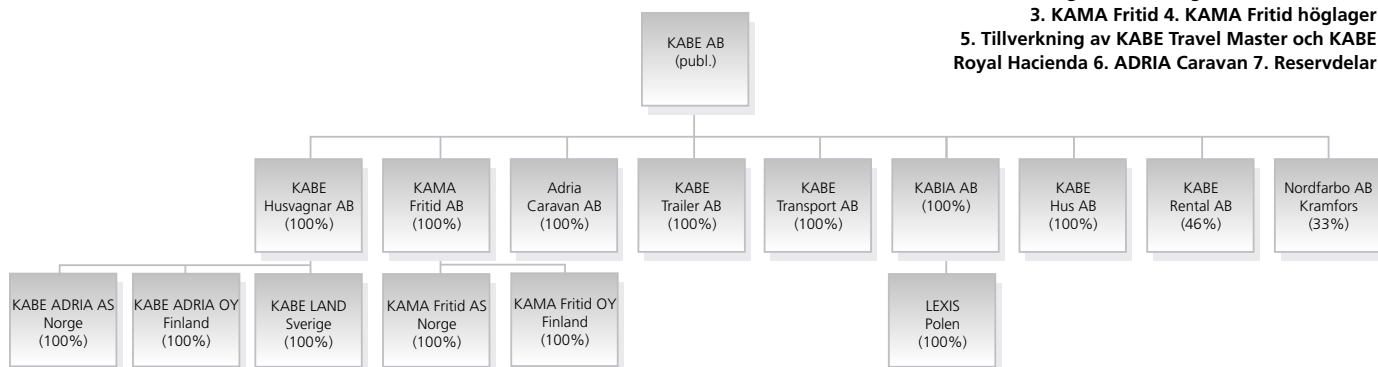 3. KAMA Fritid 4. KAMA Fritid höglager
5. Tillverkning av KABE Travel Master och KABE
Royal Hacienda 6. ADRIA Caravan 7. Reservdelar
KABE AB
(publ.)
KABE
Husvagnar AB
(100%)
KAMA
Fritid AB
(100%)
Adria
Caravan AB
(100%)
KABE
Trailer AB
(100%)
KABE
Transport AB
(100%)
KABIA AB
(100%)
KABE
Hus AB
(100%)
KABE
Rental AB
(46%)
Nordfarbo AB
Kramfors
(33%)
KABE ADRIA AS
Norge
(100%)
KABE ADRIA OY
Finland
(100%)
KABE LAND
Sverige
(100%)
KAMA Fritid AS
Norge
(100%)
KAMA Fritid OY
Finland
(100%)
LEXIS
Polen
(100%)